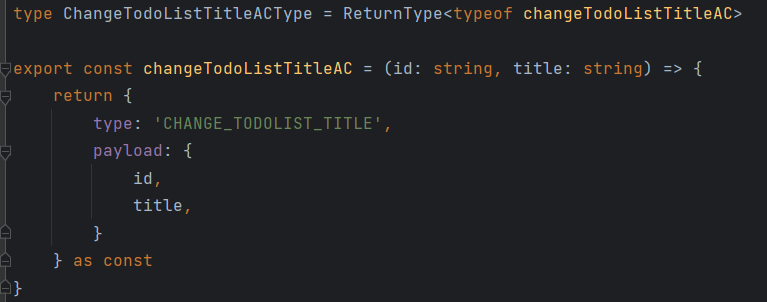 type ChangeTodoListTitleACType = ReturnType<typeof changeTodoListTitleAC>
export const changeTodoListTitleAC = (id: string, title: string) => {
return {
type: 'CHANGE_TODOLIST_TITLE',
payload: {
id,
title,
}
} as const
}